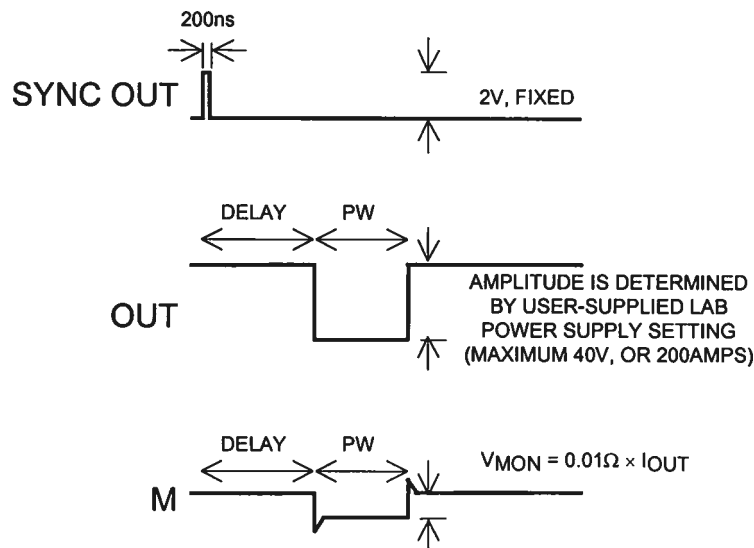 200ns
SYNC OUT
2V, FIXED
DELAY
PW
OUT
AMPLITUDE IS DETERMINED
BY USER-SUPPLIED LAB
POWER SUPPLY SETTING
(MAXIMUM 40V, OR 200AMPS)
DELAY
PW
M
VMON = 0.01Ω × IOUT